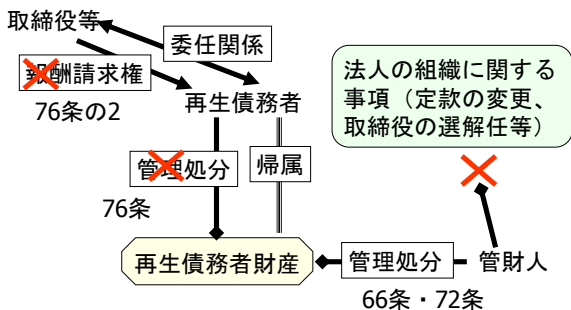 取締役等
委任関係
報酬請求権
76条の2
再生債務者
法人の組織に関する
事項（定款の変更、
取締役の選解任等）
管理処分
帰属
76条
再生債務者財産
管理処分
管財人
66条・72条